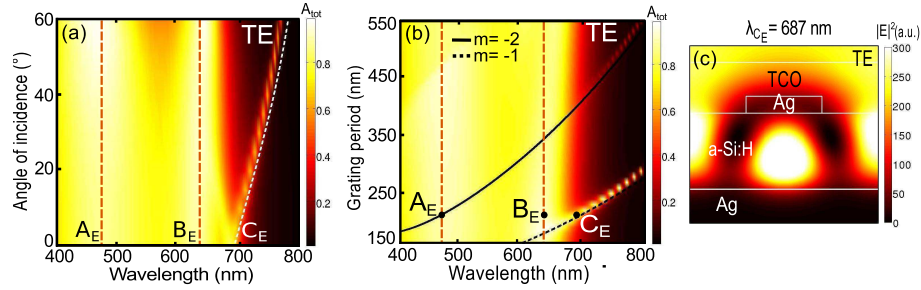 A_tot
(a)
TE
A_E
B_E
C_E
0.8
0.6
0.4
0.2
60
40
20
0
Angle of incidence (°)
400 500 600 700 800
Wavelength (nm)
A_tot
(b)
m= -2
m= -1
TE
A_E
B_E
C_E
0.8
0.6
0.4
0.2
550
450
350
250
150
Grating period (nm)
400 500 600 700 800
Wavelength (nm)
λ_C_E = 687 nm
|E|²(a.u.)
(c)
TE
TCO
Ag
a-Si:H
Ag
300
250
200
150
100
50
0